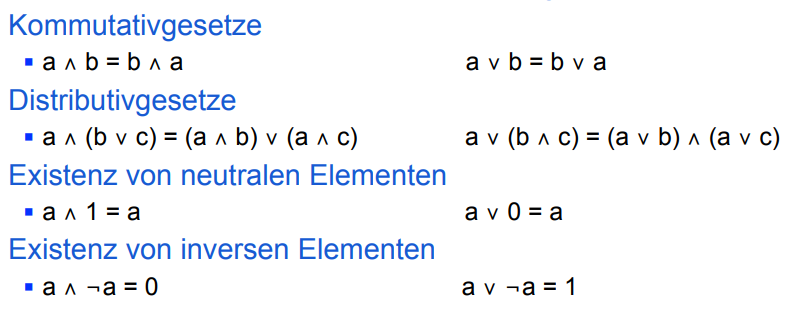 Kommutativgesetze
▪ a ∧ b = b ∧ a a ∨ b = b ∨ a
Distributivgesetze
▪ a ∧ (b ∨ c) = (a ∧ b) ∨ (a ∧ c) a ∨ (b ∧ c) = (a ∨ b) ∧ (a ∨ c)
Existenz von neutralen Elementen
▪ a ∧ 1 = a a ∨ 0 = a
Existenz von inversen Elementen
▪ a ∧ ¬a = 0 a ∨ ¬a = 1